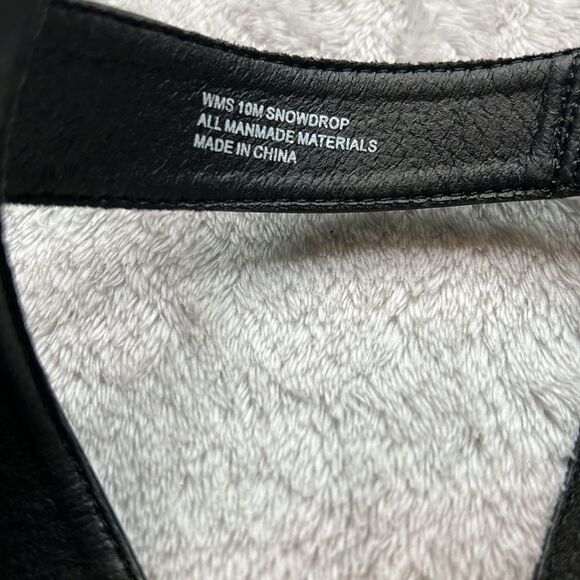 WMS 10M SNOWDROP
ALL MANMADE MATERIALS
MADE IN CHINA